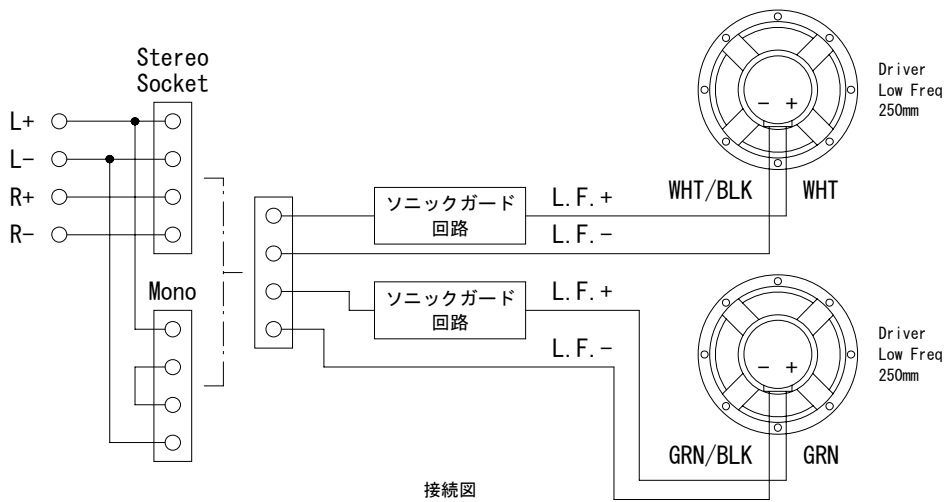 Stereo
Socket
L+
L-
R+
R-
Mono
ソニックガード
回路
L.F.+
L.F.-
WHT/BLK
WHT
- +
Driver
Low Freq
250mm
ソニックガード
回路
L.F.+
L.F.-
GRN/BLK
GRN
- +
Driver
Low Freq
250mm
接続図